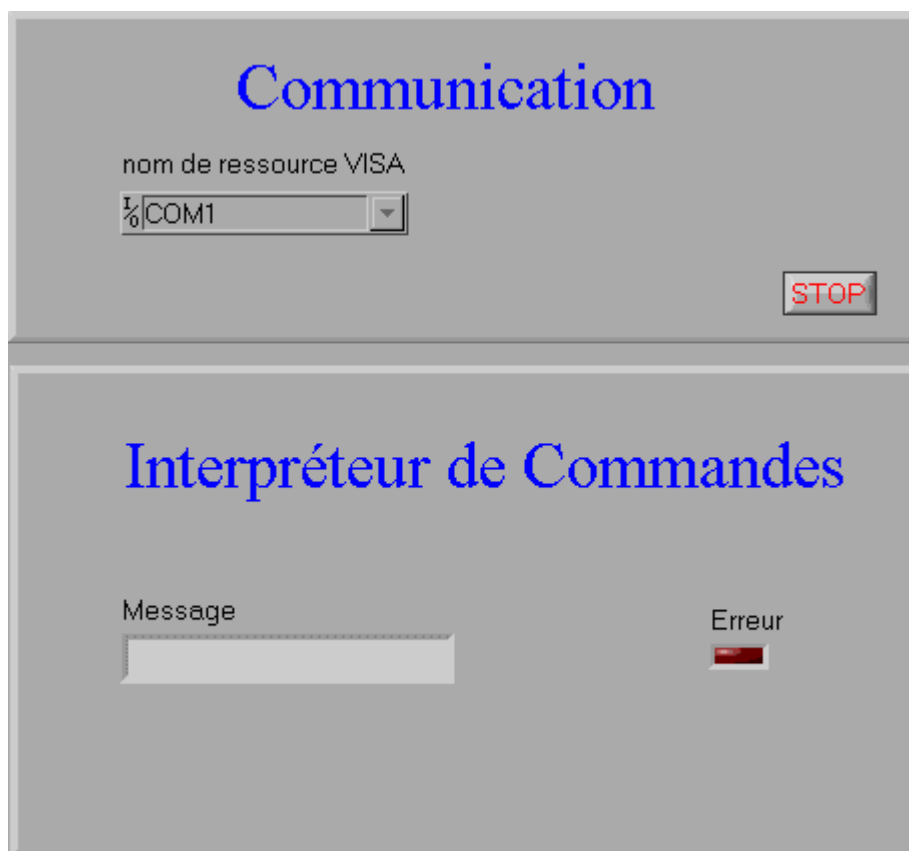 Communication
nom de ressource VISA
I/O COM1
STOP
Interpréteur de Commandes
Message
Erreur